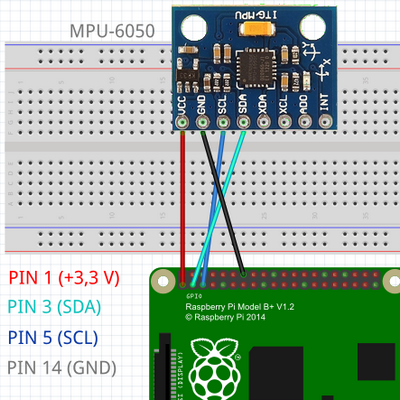 MPU-6050
ITG-MPU
VCC GND SCL SDA XDA XCL ADO INT
PIN 1 (+3,3 V)
PIN 3 (SDA)
PIN 5 (SCL)
PIN 14 (GND)
GPIO
Raspberry Pi Model B+ V1.2
© Raspberry Pi 2014